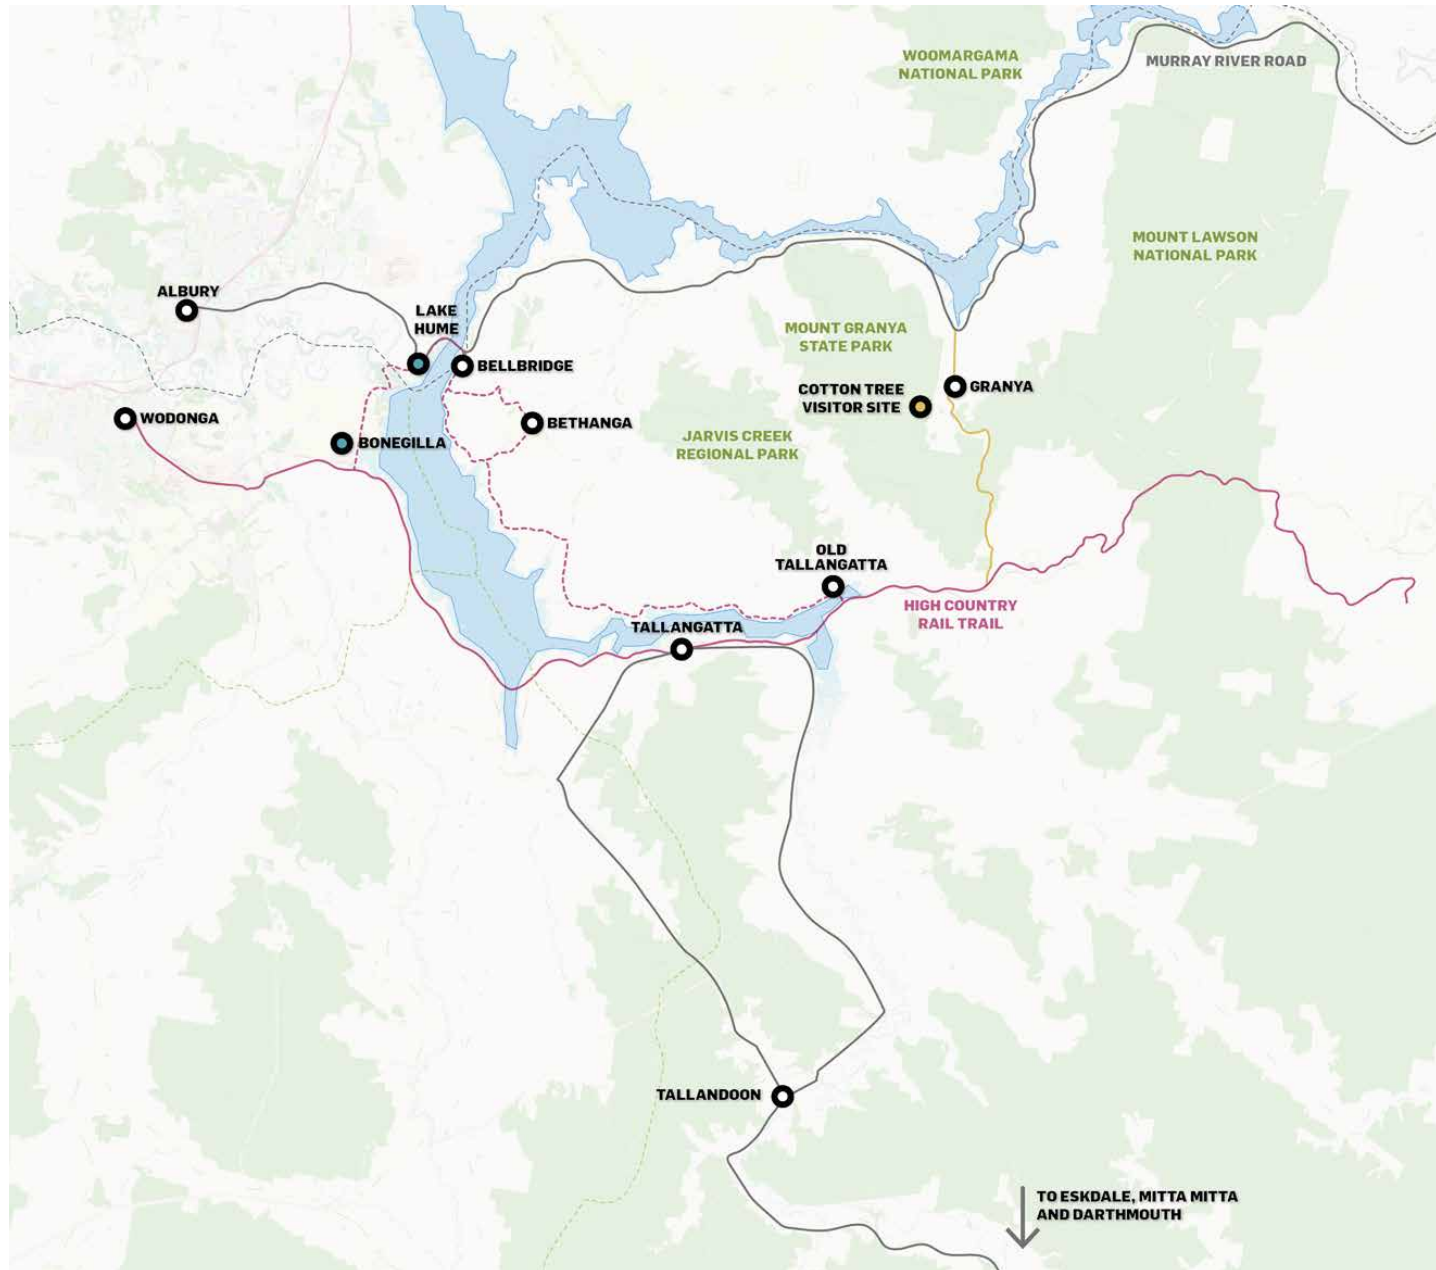 WOOMARGAMA
NATIONAL PARK
MURRAY RIVER ROAD
MOUNT LAWSON
NATIONAL PARK
ALBURY
LAKE
HUME
MOUNT GRANYA
STATE PARK
BELLBRIDGE
GRANYA
COTTON TREE
VISITOR SITE
WODONGA
BETHANGA
BONEGILLA
JARVIS CREEK
REGIONAL PARK
OLD
TALLANGATTA
HIGH COUNTRY
RAIL TRAIL
TALLANGATTA
TALLANDOON
TO ESKDALE, MITTA MITTA
AND DARTHMOUTH